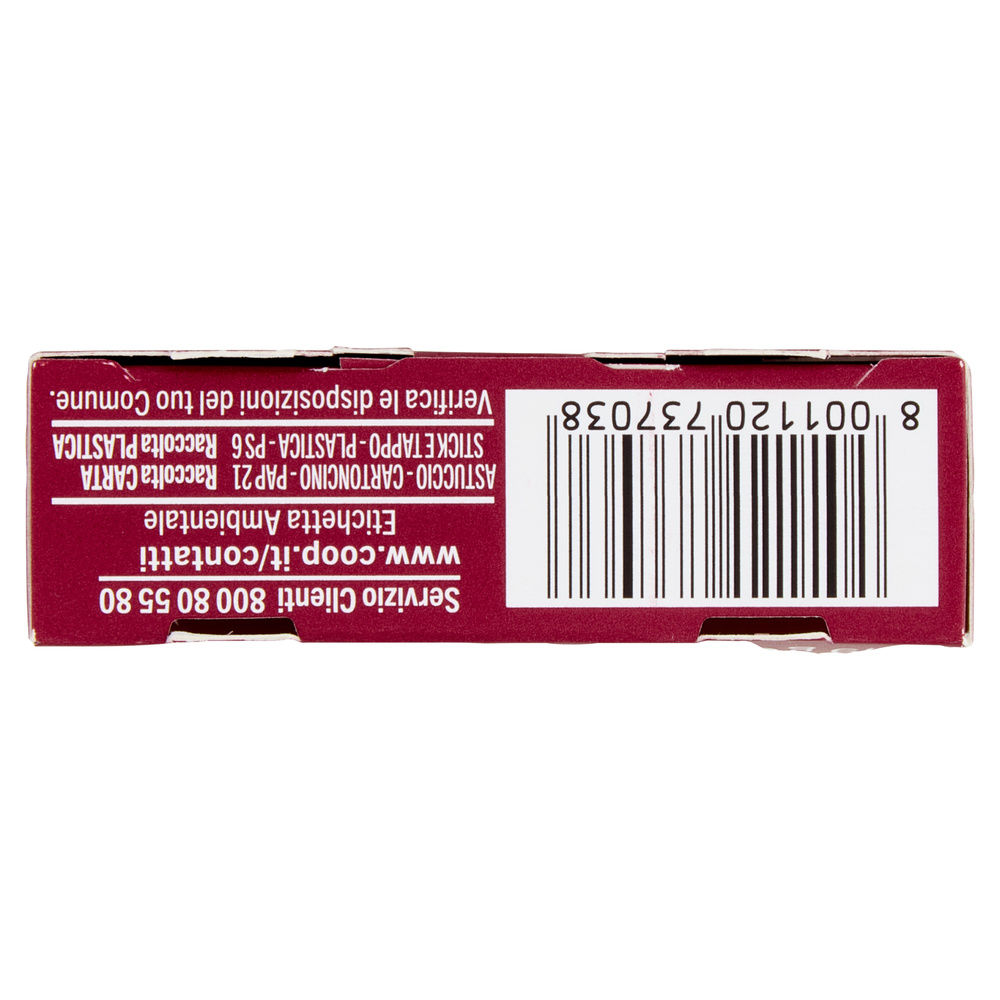 Servizio Clienti 800 80 55 80
www.coop.it/contatti
Etichetta Ambientale
ASTUCCIO - CARTONCINO - PAP 21 Raccolta CARTA
STICK E TAPPO - PLASTICA - PS 6 Raccolta PLASTICA
Verifica le disposizioni del tuo Comune.
8 001120 737038